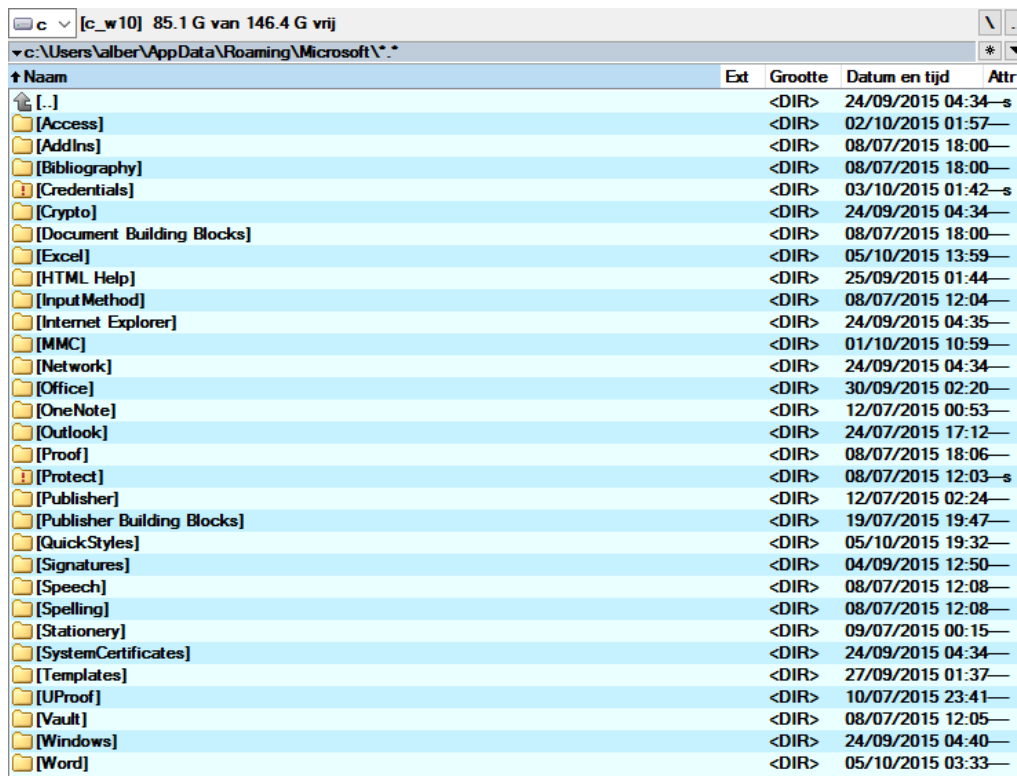 c [c_w10] 85.1 G van 146.4 G vrij \ ..
c:\Users\alber\AppData\Roaming\Microsoft\*.* *
Naam Ext Grootte Datum en tijd Attr
[..] <DIR> 24/09/2015 04:34 —s
[Access] <DIR> 02/10/2015 01:57 —
[AddIns] <DIR> 08/07/2015 18:00 —
[Bibliography] <DIR> 08/07/2015 18:00 —
[Credentials] <DIR> 03/10/2015 01:42 —s
[Crypto] <DIR> 24/09/2015 04:34 —
[Document Building Blocks] <DIR> 08/07/2015 18:00 —
[Excel] <DIR> 05/10/2015 13:59 —
[HTML Help] <DIR> 25/09/2015 01:44 —
[InputMethod] <DIR> 08/07/2015 12:04 —
[Internet Explorer] <DIR> 24/09/2015 04:35 —
[MMC] <DIR> 01/10/2015 10:59 —
[Network] <DIR> 24/09/2015 04:34 —
[Office] <DIR> 30/09/2015 02:20 —
[OneNote] <DIR> 12/07/2015 00:53 —
[Outlook] <DIR> 24/07/2015 17:12 —
[Proof] <DIR> 08/07/2015 18:06 —
[Protect] <DIR> 08/07/2015 12:03 —s
[Publisher] <DIR> 12/07/2015 02:24 —
[Publisher Building Blocks] <DIR> 19/07/2015 19:47 —
[QuickStyles] <DIR> 05/10/2015 19:32 —
[Signatures] <DIR> 04/09/2015 12:50 —
[Speech] <DIR> 08/07/2015 12:08 —
[Spelling] <DIR> 08/07/2015 12:08 —
[Stationery] <DIR> 09/07/2015 00:15 —
[SystemCertificates] <DIR> 24/09/2015 04:34 —
[Templates] <DIR> 27/09/2015 01:37 —
[UProof] <DIR> 10/07/2015 23:41 —
[Vault] <DIR> 08/07/2015 12:05 —
[Windows] <DIR> 24/09/2015 04:40 —
[Word] <DIR> 05/10/2015 03:33 —